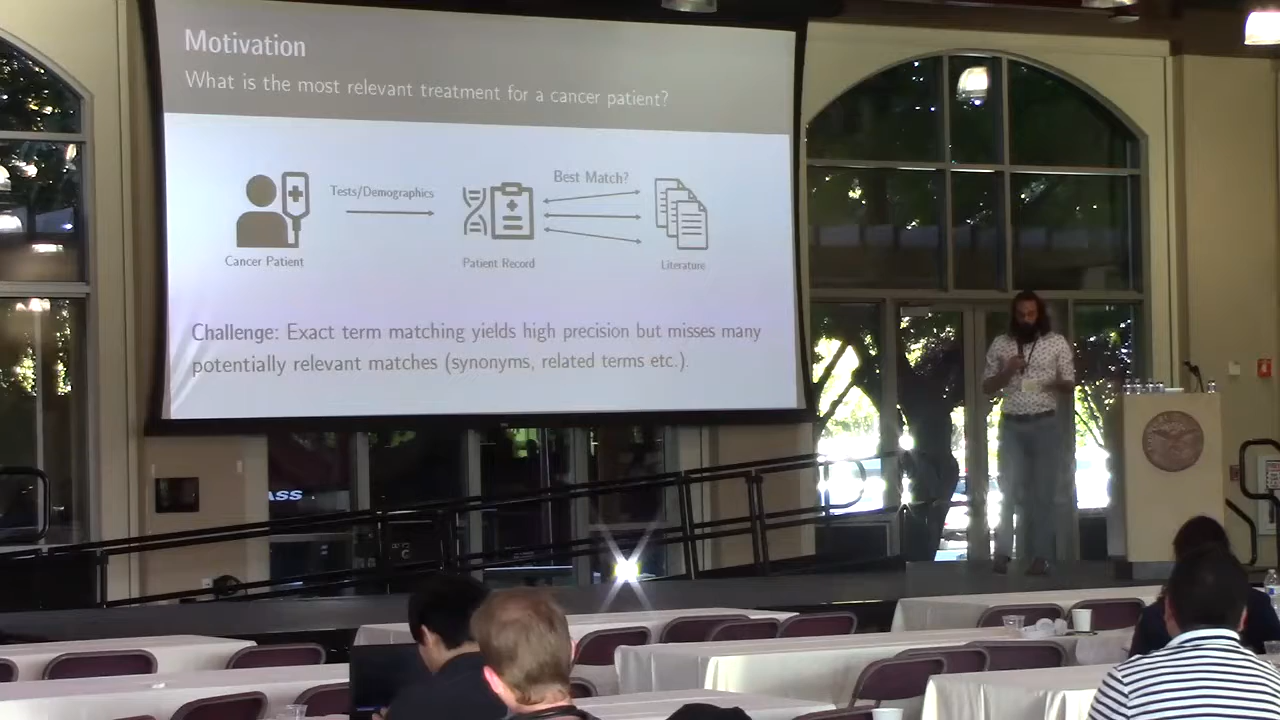 Motivation
What is the most relevant treatment for a cancer patient?
Tests/Demographics
Best Match?
Cancer Patient
Patient Record
Literature
Challenge: Exact term matching yields high precision but misses many
potentially relevant matches (synonyms, related terms etc.).
ASS